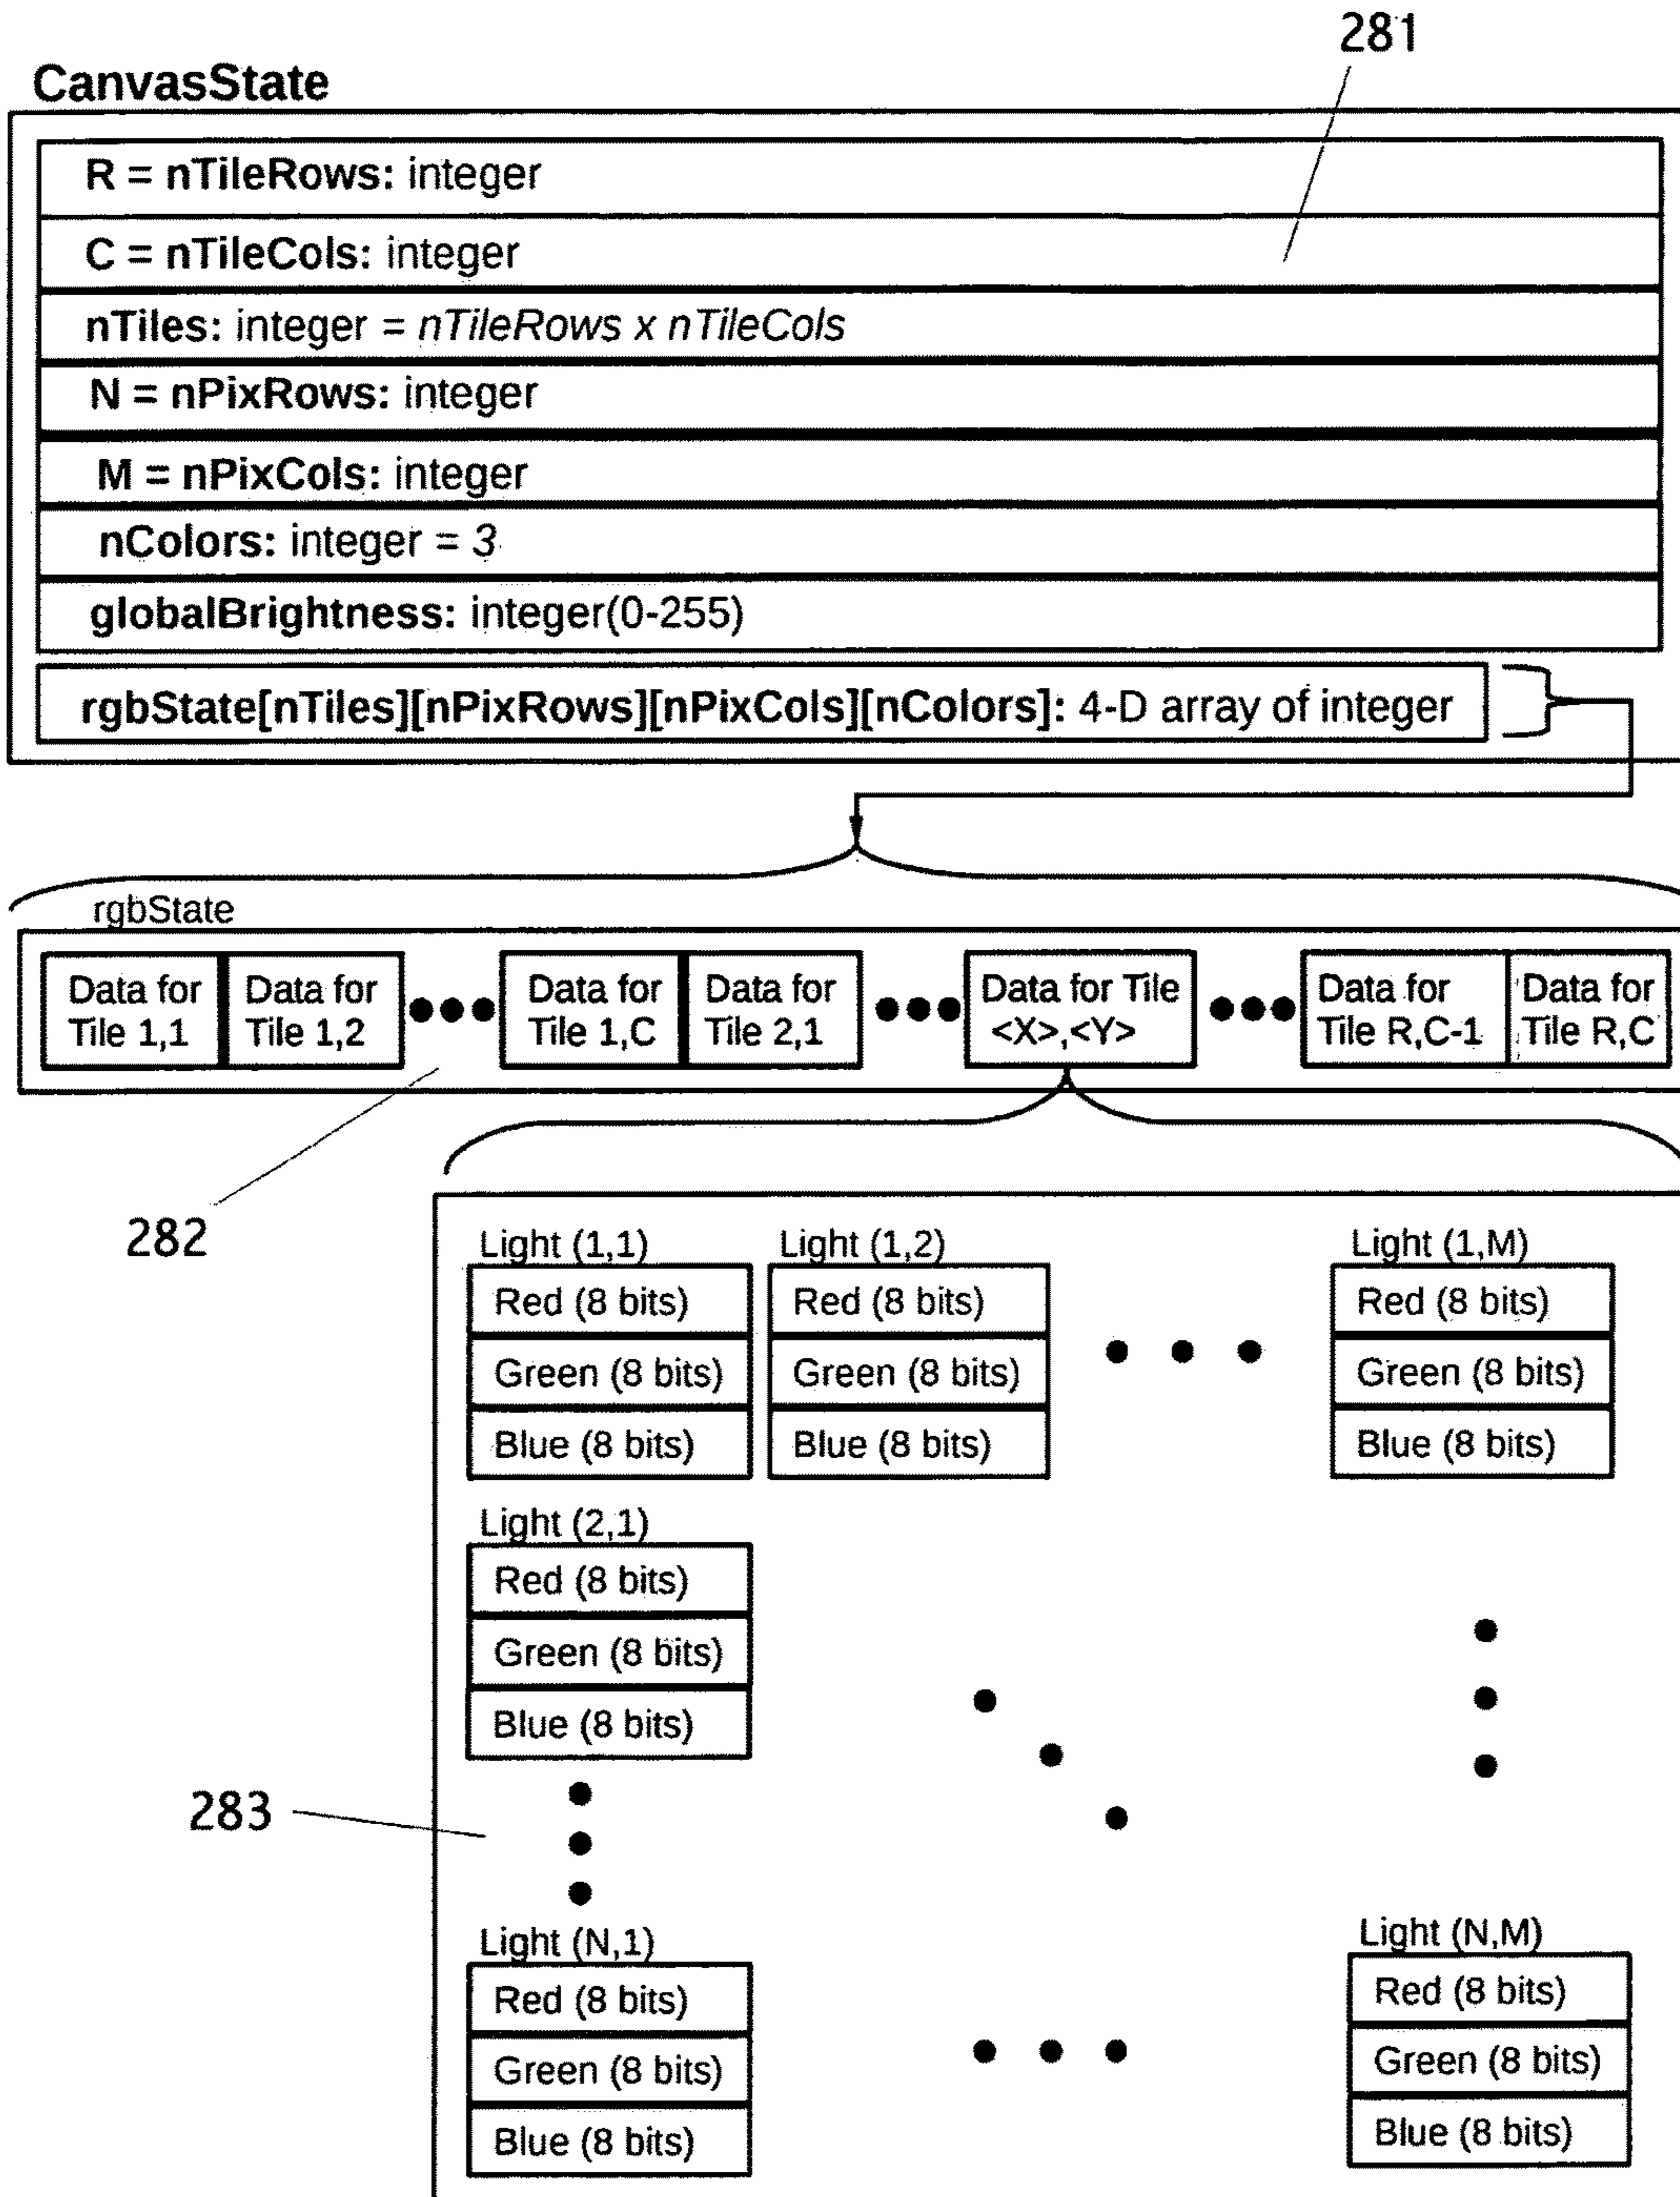 281
CanvasState
R = nTileRows: integer
C = nTileCols: integer
nTiles: integer = nTileRows x nTileCols
N = nPixRows: integer
M = nPixCols: integer
nColors: integer = 3
globalBrightness: integer(0-255)
rgbState[nTiles][nPixRows][nPixCols][nColors]: 4-D array of integer
rgbState
Data for Tile 1,1
Data for Tile 1,2
Data for Tile 1,C
Data for Tile 2,1
Data for Tile <X>,<Y>
Data for Tile R,C-1
Data for Tile R,C
282
Light (1,1)
Red (8 bits)
Green (8 bits)
Blue (8 bits)
Light (1,2)
Red (8 bits)
Green (8 bits)
Blue (8 bits)
Light (1,M)
Red (8 bits)
Green (8 bits)
Blue (8 bits)
Light (2,1)
Red (8 bits)
Green (8 bits)
Blue (8 bits)
283
Light (N,1)
Red (8 bits)
Green (8 bits)
Blue (8 bits)
Light (N,M)
Red (8 bits)
Green (8 bits)
Blue (8 bits)